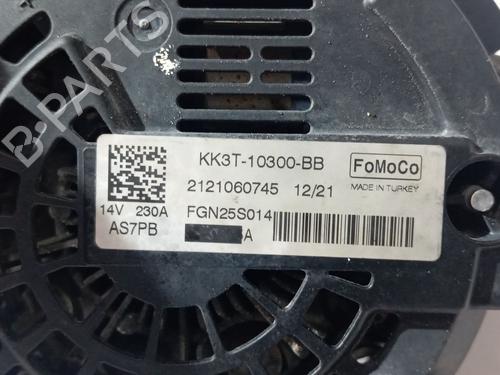 KK3T-10300-BB
FoMoCo
2121060745 12/21
MADE IN TURKEY
14V 230A
FGN25S014
AS7PB
A
B-PARTS